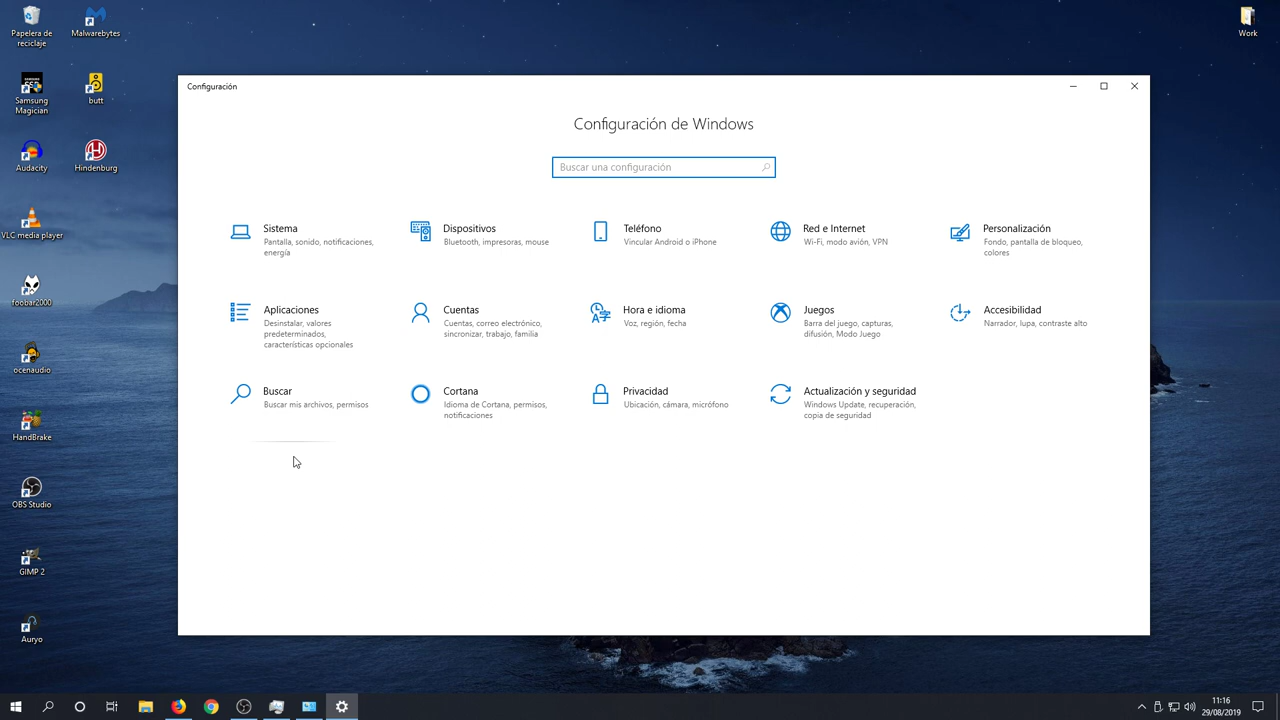 Papelera de
reciclaje
Malwarebytes
Work
Samsung
Magician
butt
Audacity
Hindenburg
VLC media player
foobar2000
ocenaudio
HandBrake
OBS Studio
GIMP 2
Auryo
Configuración
Configuración de Windows
Buscar una configuración
Sistema
Pantalla, sonido, notificaciones,
energía
Dispositivos
Bluetooth, impresoras, mouse
Teléfono
Vincular Android o iPhone
Red e Internet
Wi-Fi, modo avión, VPN
Personalización
Fondo, pantalla de bloqueo,
colores
Aplicaciones
Desinstalar, valores
predeterminados,
características opcionales
Cuentas
Cuentas, correo electrónico,
sincronizar, trabajo, familia
Hora e idioma
Voz, región, fecha
Juegos
Barra del juego, capturas,
difusión, Modo Juego
Accesibilidad
Narrador, lupa, contraste alto
Buscar
Buscar mis archivos, permisos
Cortana
Idioma de Cortana, permisos,
notificaciones
Privacidad
Ubicación, cámara, micrófono
Actualización y seguridad
Windows Update, recuperación,
copia de seguridad
11:16
29/08/2019